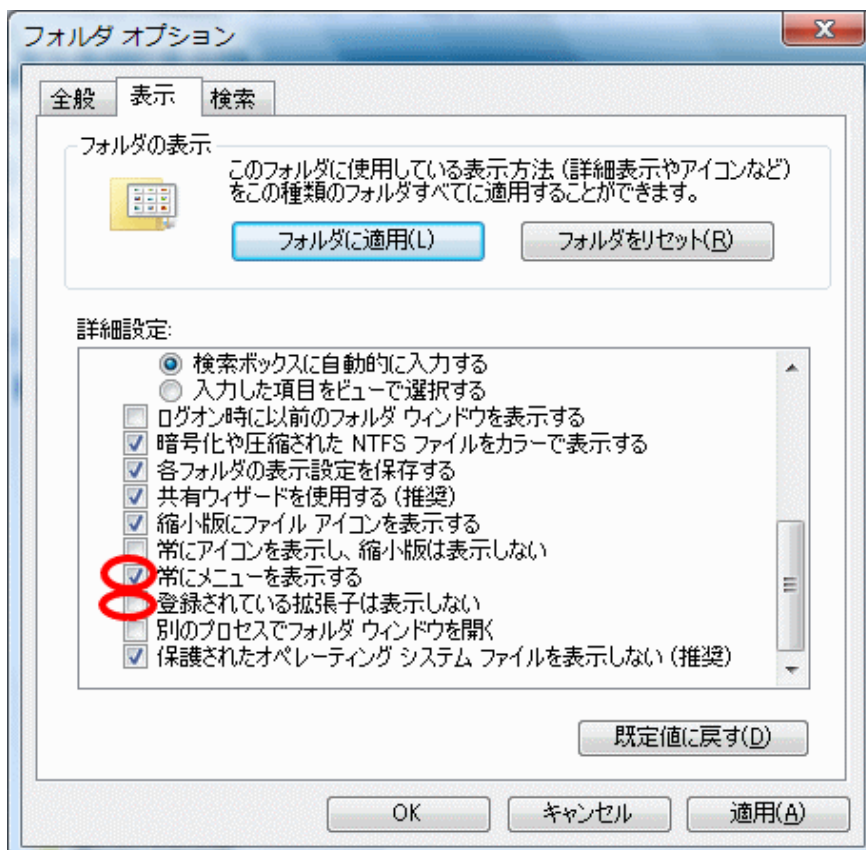 フォルダ オプション
全般 表示 検索
フォルダの表示
このフォルダに使用している表示方法 (詳細表示やアイコンなど)
をこの種類のフォルダすべてに適用することができます。
フォルダに適用(L) フォルダをリセット(R)
詳細設定:
検索ボックスに自動的に入力する
入力した項目をビューで選択する
ログオン時に以前のフォルダ ウィンドウを表示する
暗号化や圧縮された NTFS ファイルをカラーで表示する
各フォルダの表示設定を保存する
共有ウィザードを使用する (推奨)
縮小版にファイル アイコンを表示する
常にアイコンを表示し、縮小版は表示しない
常にメニューを表示する
登録されている拡張子は表示しない
別のプロセスでフォルダ ウィンドウを開く
保護されたオペレーティング システム ファイルを表示しない (推奨)
既定値に戻す(D)
OK キャンセル 適用(A)